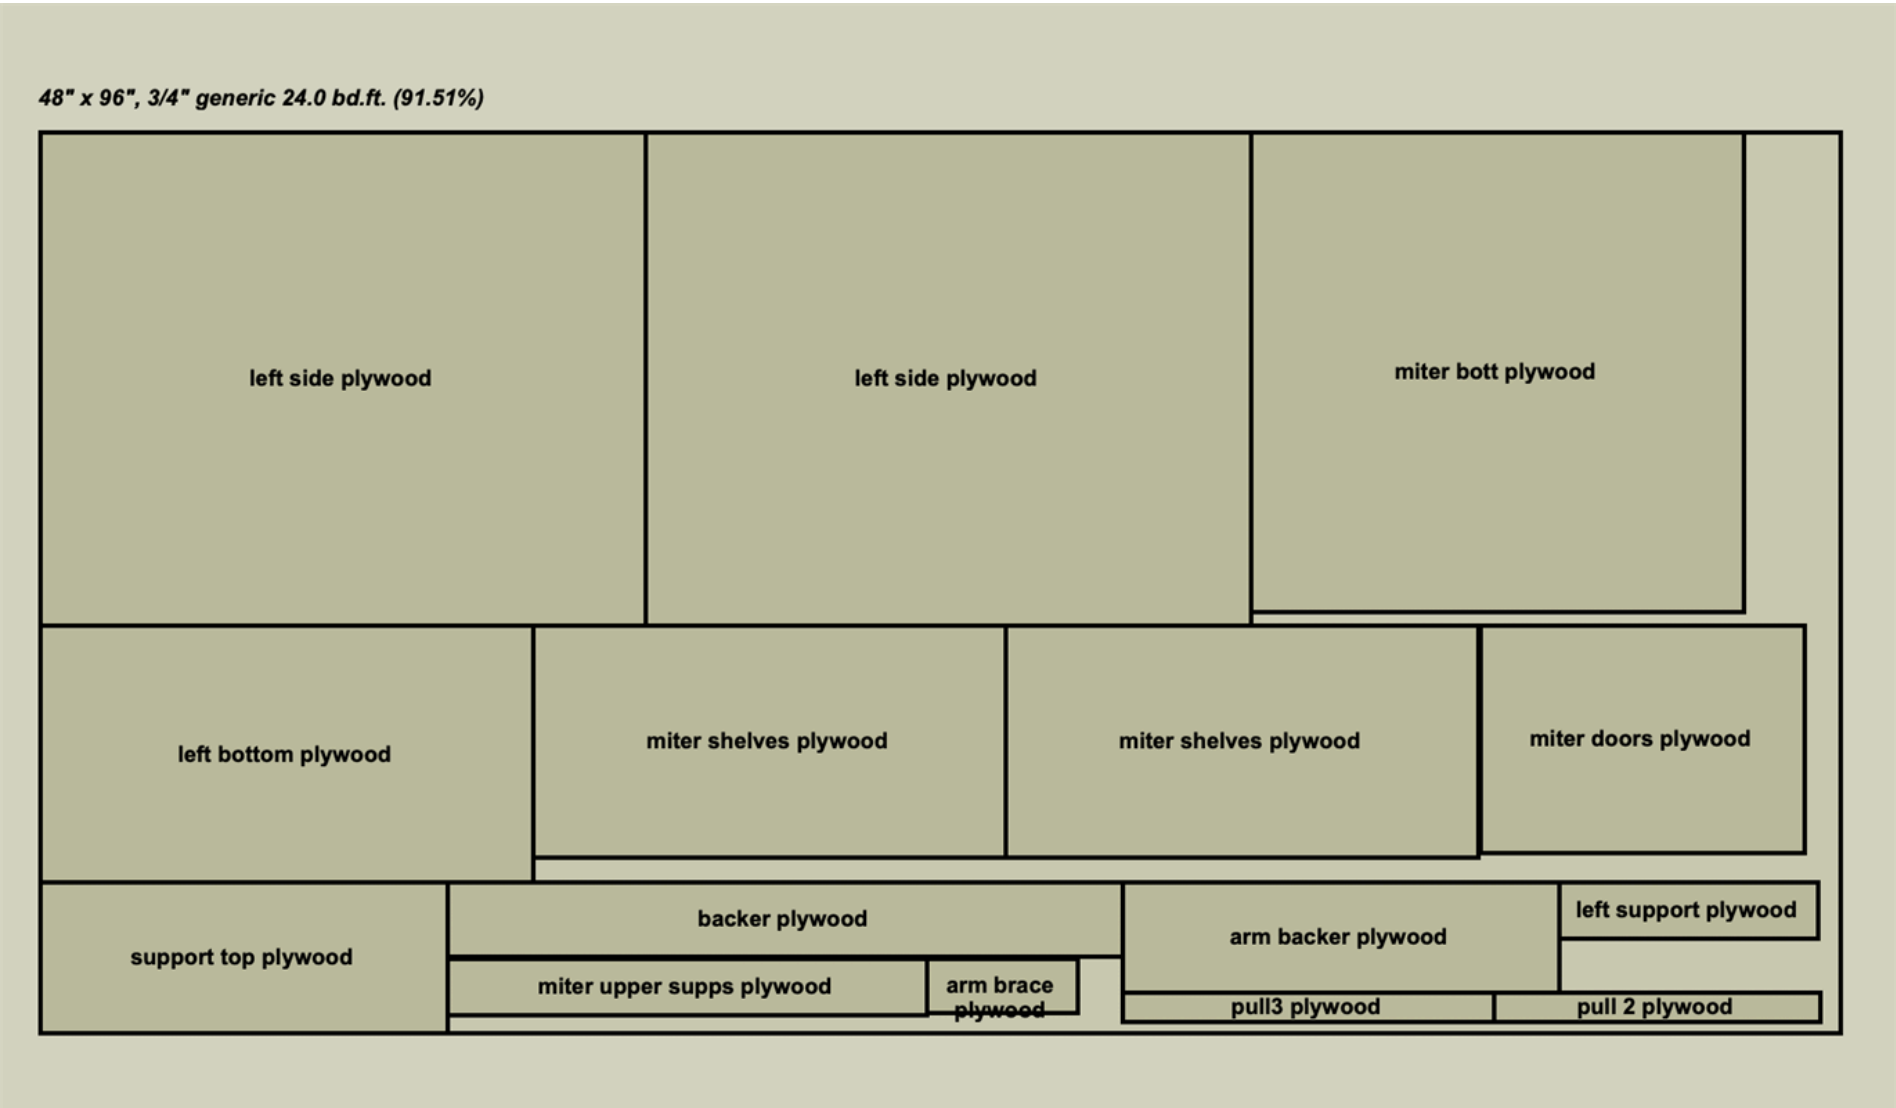 48" x 96", 3/4" generic 24.0 bd.ft. (91.51%)
left side plywood
left side plywood
miter bott plywood
left bottom plywood
miter shelves plywood
miter shelves plywood
miter doors plywood
support top plywood
backer plywood
arm backer plywood
left support plywood
miter upper supps plywood
arm brace
plywood
pull3 plywood
pull 2 plywood